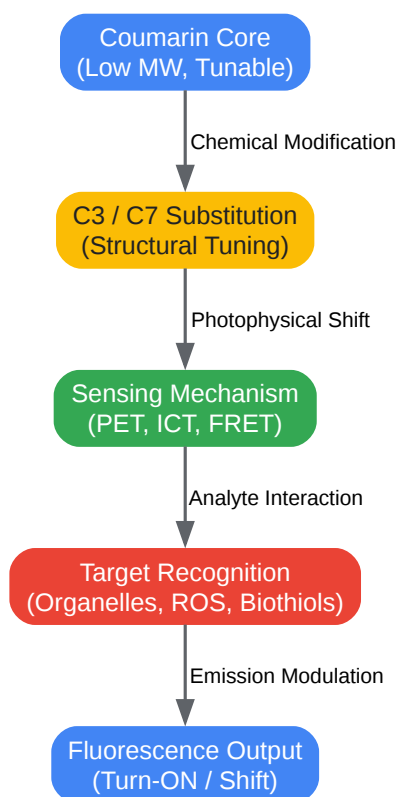 Coumarin Core
(Low MW, Tunable)
Chemical Modification
C3 / C7 Substitution
(Structural Tuning)
Photophysical Shift
Sensing Mechanism
(PET, ICT, FRET)
Analyte Interaction
Target Recognition
(Organelles, ROS, Biothiols)
Emission Modulation
Fluorescence Output
(Turn-ON / Shift)